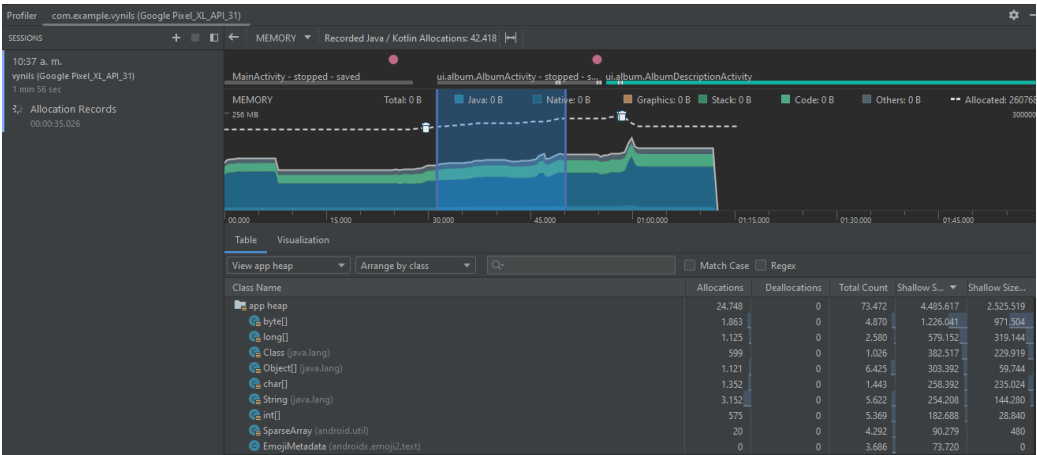 Profiler com.example.vynils (Google Pixel_XL_API_31)
SESSIONS
MEMORY Recorded Java / Kotlin Allocations: 42.418
10:37 a. m.
vynils (Google Pixel_XL_API_31)
1 min 56 sec
Allocation Records
00:00:35.026
MainActivity - stopped - saved ui.album.AlbumActivity - stopped - s... ui.album.AlbumDescriptionActivity
MEMORY Total: 0 B Java: 0 B Native: 0 B Graphics: 0 B Stack: 0 B Code: 0 B Others: 0 B Allocated: 260768
256 MB 300000
00.000 15.000 30.000 45.000 01:00.000 01:15.000 01:30.000 01:45.000
Table Visualization
View app heap Arrange by class Match Case Regex
Class Name Allocations Deallocations Total Count Shallow S... Shallow Size...
app heap 24.748 0 73.472 4.485.617 2.525.519
byte[] 1.863 0 4.870 1.226.041 971.504
long[] 1.125 0 2.580 579.152 319.144
Class (java.lang) 599 0 1.026 382.517 229.919
Object[] (java.lang) 1.121 0 6.425 303.392 59.744
char[] 1.352 0 1.443 258.392 235.024
String (java.lang) 3.152 0 5.622 254.208 144.280
int[] 575 0 5.369 182.688 28.840
SparseArray (android.util) 20 0 4.292 90.279 480
EmojiMetadata (androidx.emoji2.text) 0 0 3.686 73.720 0